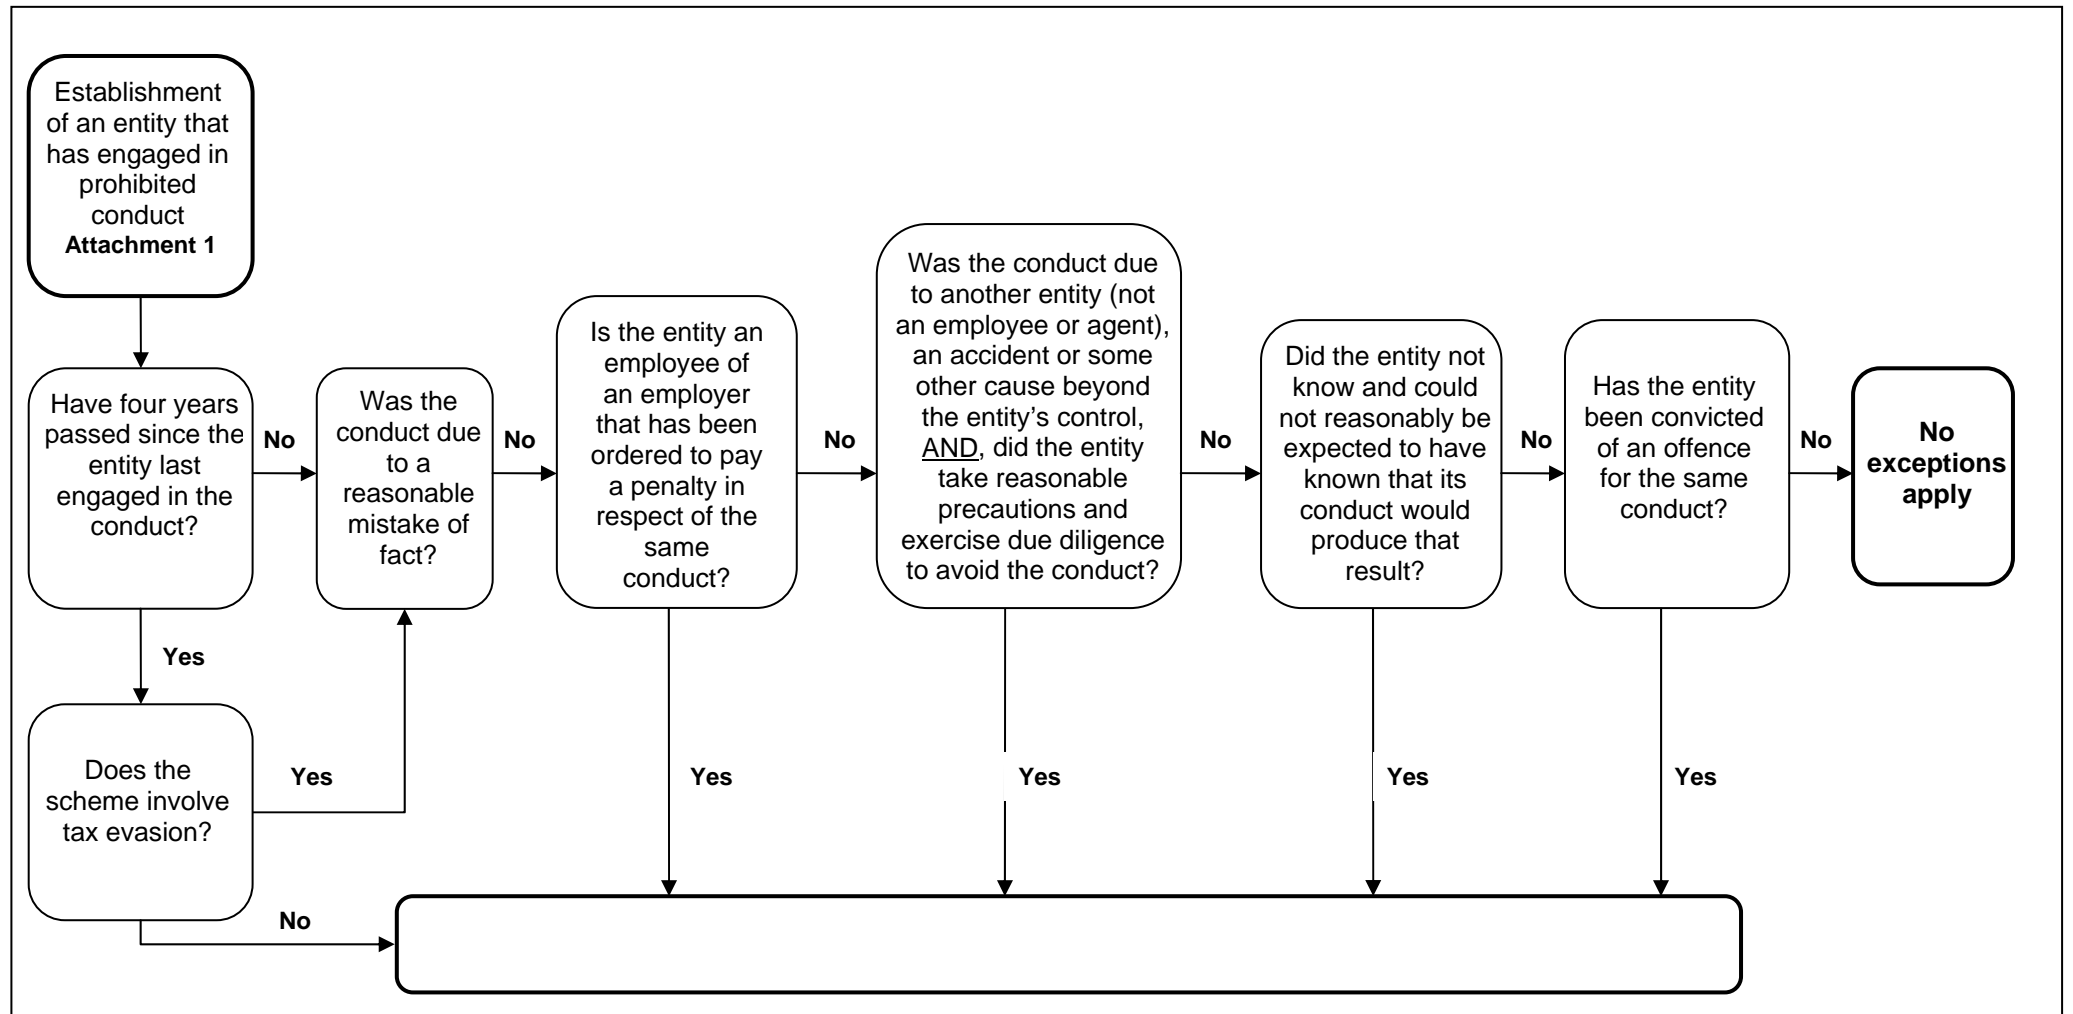 Establishment
of an entity that
has engaged in
prohibited
conduct
Attachment 1
Have four years
passed since the
entity last
engaged in the
conduct?
No
Was the
conduct due
to a
reasonable
mistake of
fact?
No
Is the entity an
employee of
an employer
that has been
ordered to pay
a penalty in
respect of the
same
conduct?
No
Was the conduct due
to another entity (not
an employee or agent),
an accident or some
other cause beyond
the entity’s control,
AND, did the entity
take reasonable
precautions and
exercise due diligence
to avoid the conduct?
No
Did the entity not
know and could
not reasonably be
expected to have
known that its
conduct would
produce that
result?
No
Has the entity
been convicted
of an offence
for the same
conduct?
No
No
exceptions
apply
Yes
Does the
scheme involve
tax evasion?
Yes
Yes
Yes
Yes
Yes
No